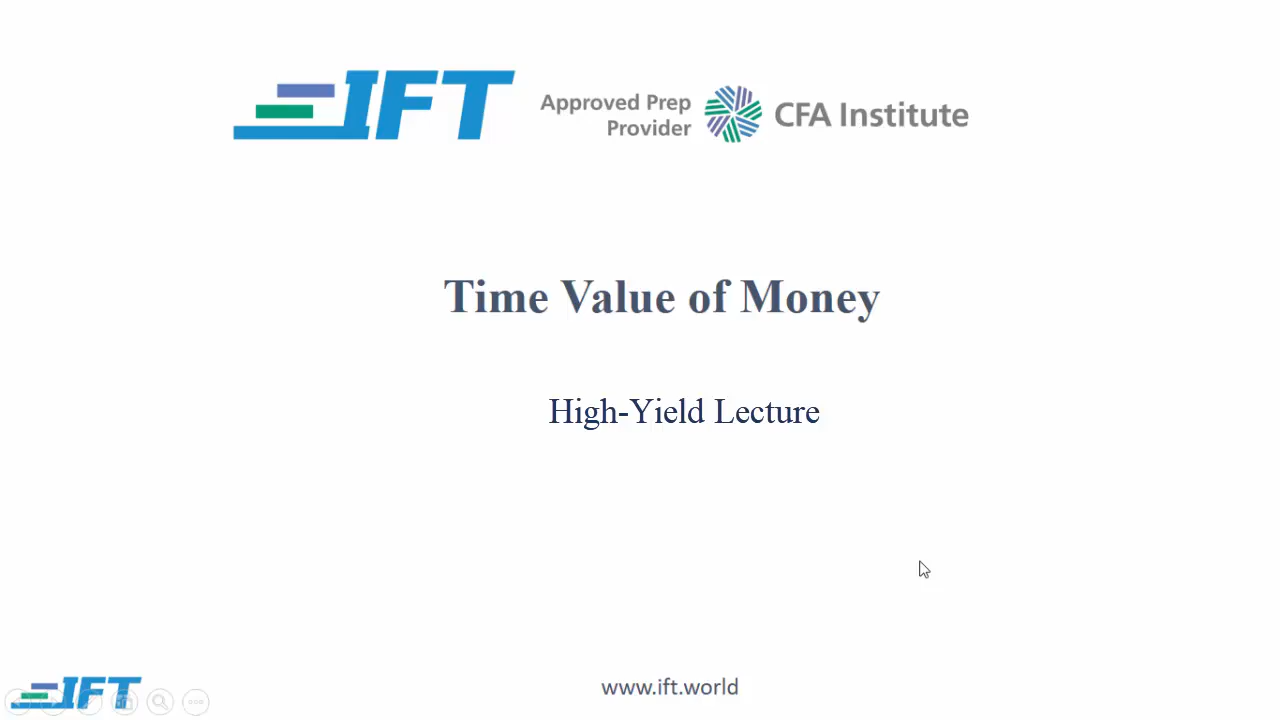 IFT
Approved Prep
Provider
CFA Institute
Time Value of Money
High-Yield Lecture
IFT
www.ift.world